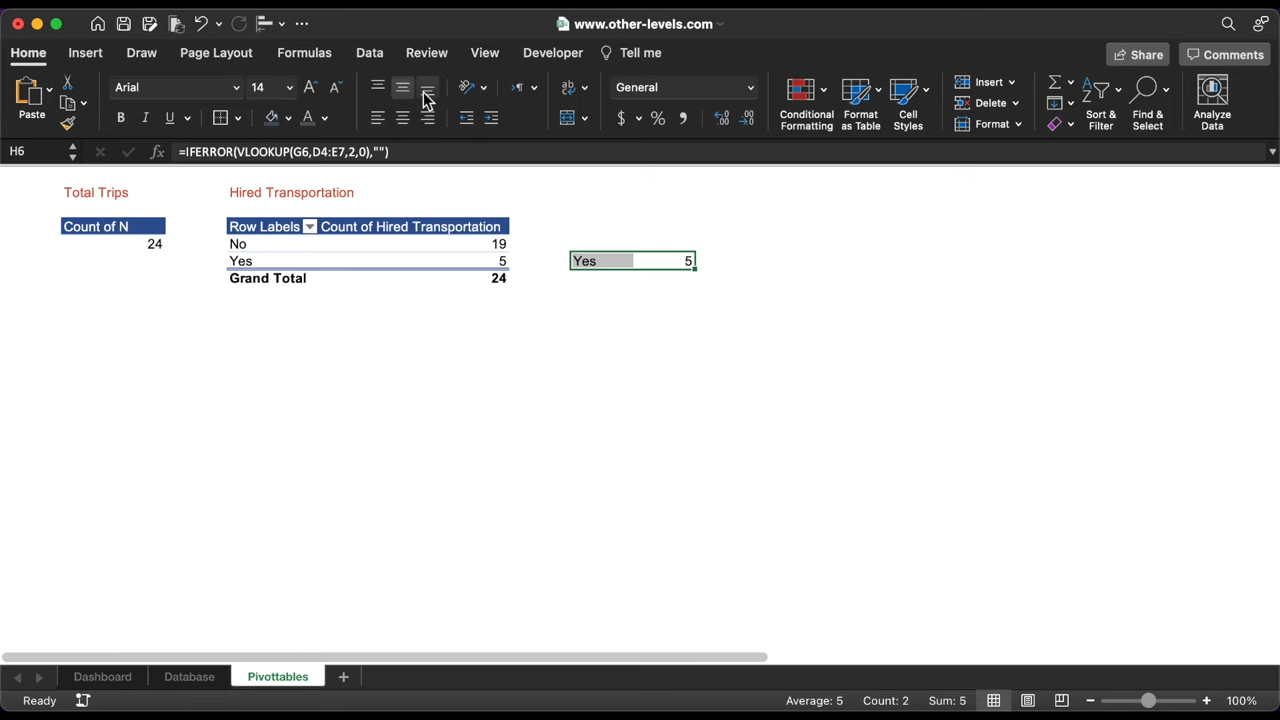 www.other-levels.com
Home Insert Draw Page Layout Formulas Data Review View Developer Tell me Share Comments
Paste Arial 14 General Conditional Formatting Format as Table Cell Styles Insert Delete Format Sort & Filter Find & Select Analyze Data
H6 fx =IFERROR(VLOOKUP(G6,D4:E7,2,0),"")
Total Trips Hired Transportation
Count of N Row Labels Count of Hired Transportation
24 No 19
Yes 5 Yes 5
Grand Total 24
Dashboard Database Pivottables
Ready Average: 5 Count: 2 Sum: 5 100%